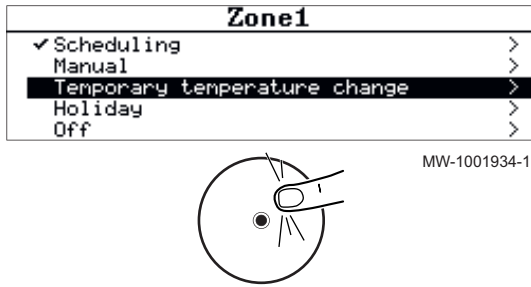 Zone1
✓Scheduling >
Manual >
Temporary temperature change >
Holiday >
Off >
MW-1001934-1